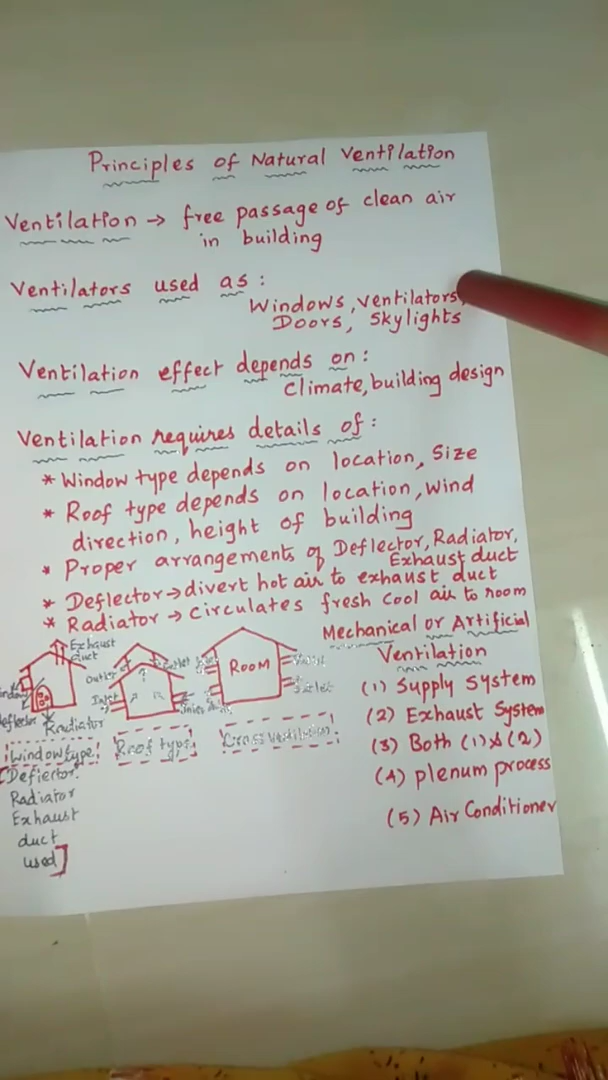 Principles of Natural Ventilation
Ventilation → free passage of clean air
in building
Ventilators used as :
Windows, Ventilators,
Doors, Skylights
Ventilation effect depends on :
Climate, building design
Ventilation requires details of :
* Window type depends on location, Size
* Roof type depends on location, wind
direction, height of building
* Proper arrangements of Deflector, Radiator,
Exhaust duct
* Deflector → divert hot air to exhaust duct
* Radiator → Circulates fresh cool air to room
Exhaust
duct
Deflector
Radiator
Outlet
Outlet
Inlet
Inlet
ROOM
Outlet
Window type
Roof type
Cross ventilation
[Deflector
Radiator
Exhaust
duct
used]
Mechanical or Artificial
Ventilation
(1) Supply System
(2) Exhaust System
(3) Both (1) & (2)
(4) plenum process
(5) Air Conditioner